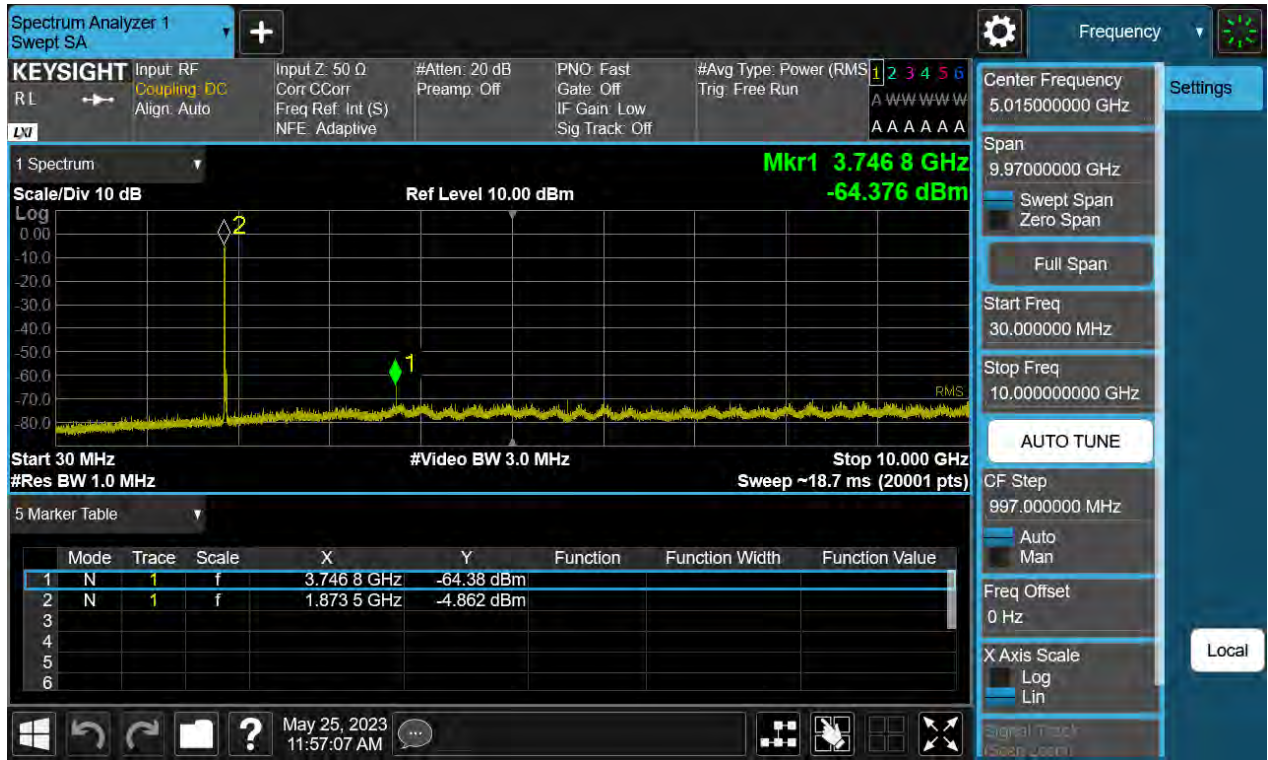 Spectrum Analyzer 1
Swept SA
+
Frequency
KEYSIGHT
RL
LXI
Input: RF
Coupling: DC
Align: Auto
Input Z: 50 Ω
Corr CCorr
Freq Ref: Int (S)
NFE: Adaptive
#Atten: 20 dB
Preamp: Off
PNO: Fast
Gate: Off
IF Gain: Low
Sig Track: Off
#Avg Type: Power (RMS
Trig: Free Run
1 2 3 4 5 6
A W W W W W
A A A A A A
1 Spectrum
Mkr1 3.746 8 GHz
Scale/Div 10 dB
Ref Level 10.00 dBm
-64.376 dBm
Log
0.00
-10.0
-20.0
-30.0
-40.0
-50.0
-60.0
-70.0
-80.0
2
1
RMS
Start 30 MHz
#Video BW 3.0 MHz
Stop 10.000 GHz
#Res BW 1.0 MHz
Sweep ~18.7 ms (20001 pts)
5 Marker Table
Mode Trace Scale X Y Function Function Width Function Value
1 N 1 f 3.746 8 GHz -64.38 dBm
2 N 1 f 1.873 5 GHz -4.862 dBm
3
4
5
6
?
May 25, 2023
11:57:07 AM
Center Frequency
5.015000000 GHz
Settings
Span
9.97000000 GHz
Swept Span
Zero Span
Full Span
Start Freq
30.000000 MHz
Stop Freq
10.000000000 GHz
AUTO TUNE
CF Step
997.000000 MHz
Auto
Man
Freq Offset
0 Hz
X Axis Scale
Log
Lin
Local
Signal Track
(Span Zoom)